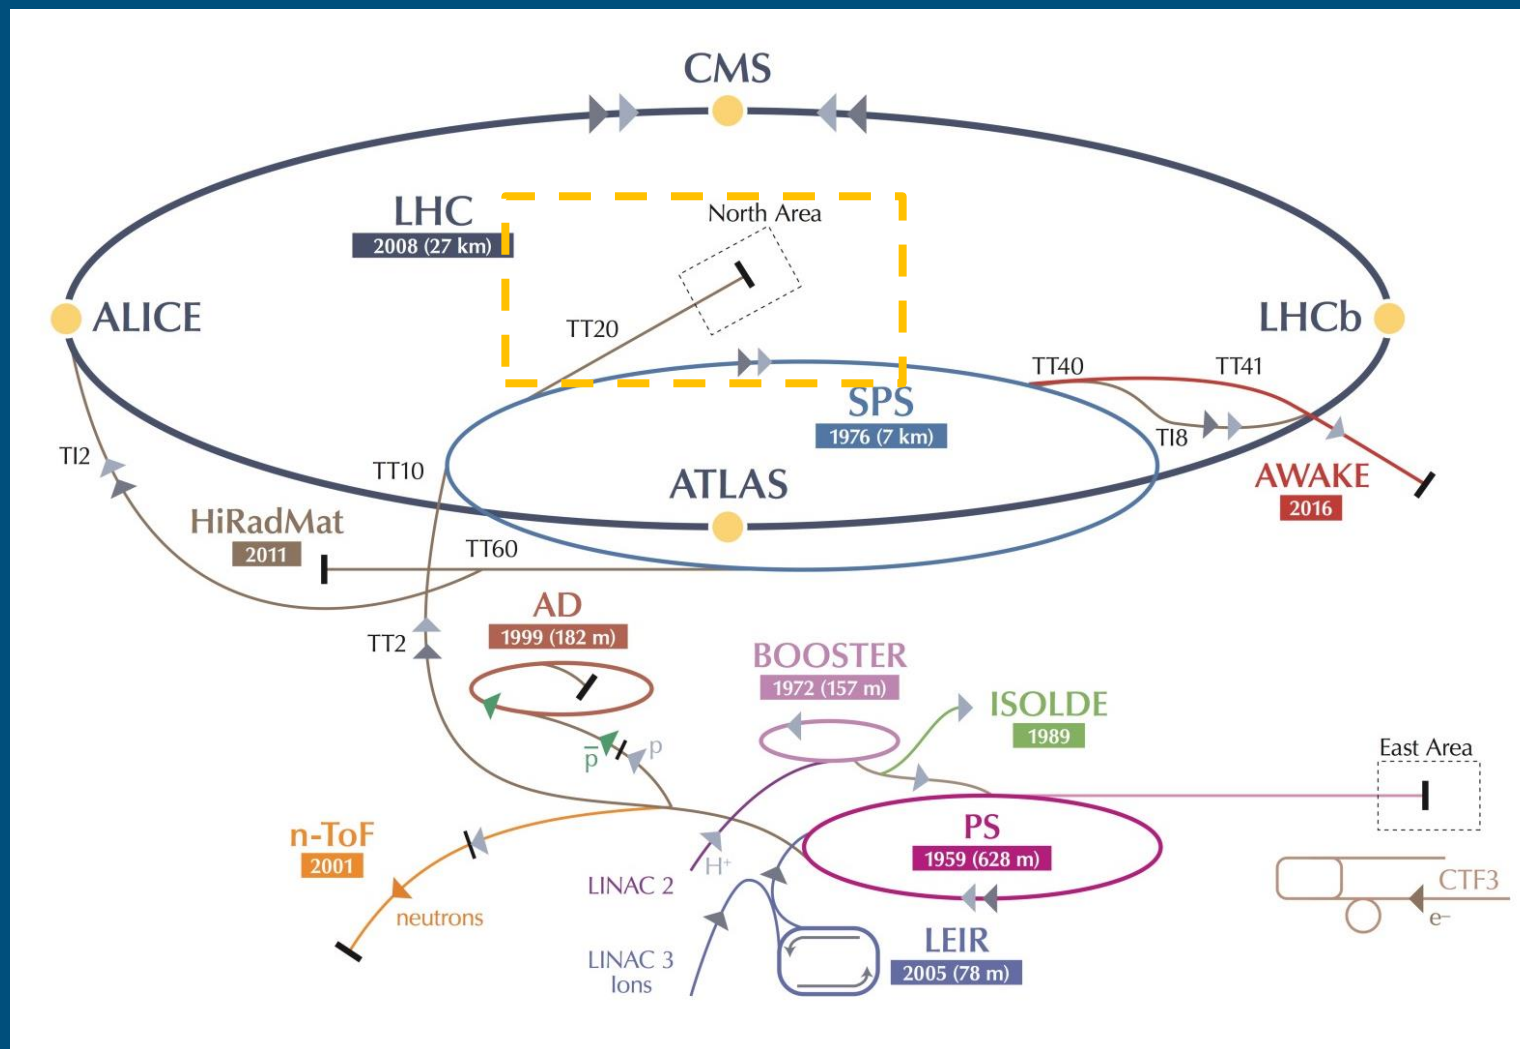 CMS
North Area
LHC
2008 (27 km)
ALICE
TT20
LHCb
TT40
TT41
SPS
1976 (7 km)
TI8
TI2
TT10
ATLAS
AWAKE
2016
HiRadMat
2011
TT60
AD
1999 (182 m)
TT2
BOOSTER
1972 (157 m)
ISOLDE
1989
p̅
p
East Area
n-ToF
2001
PS
1959 (628 m)
H⁺
LINAC 2
neutrons
CTF3
e⁻
LEIR
2005 (78 m)
LINAC 3
Ions